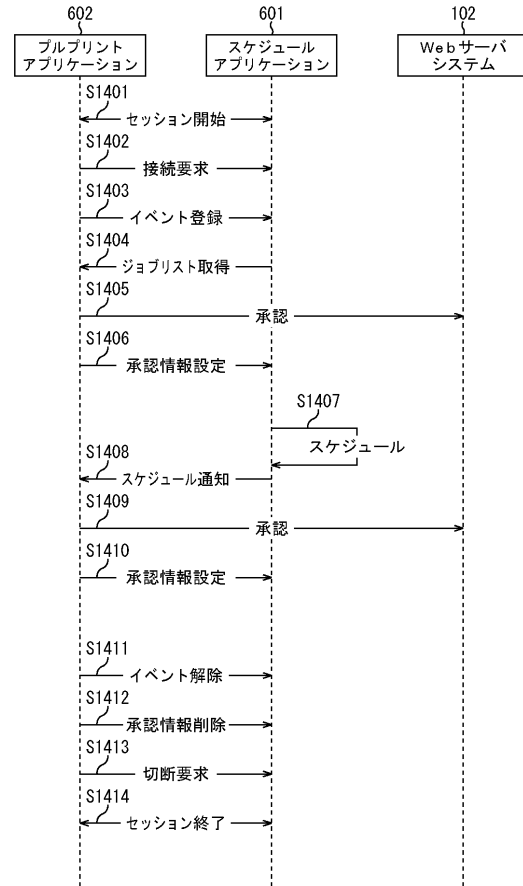 602
601
102
プルプリント
アプリケーション
スケジュール
アプリケーション
Webサーバ
システム
S1401
セッション開始
S1402
接続要求
S1403
イベント登録
S1404
ジョブリスト取得
S1405
承認
S1406
承認情報設定
S1407
スケジュール
S1408
スケジュール通知
S1409
承認
S1410
承認情報設定
S1411
イベント解除
S1412
承認情報削除
S1413
切断要求
S1414
セッション終了